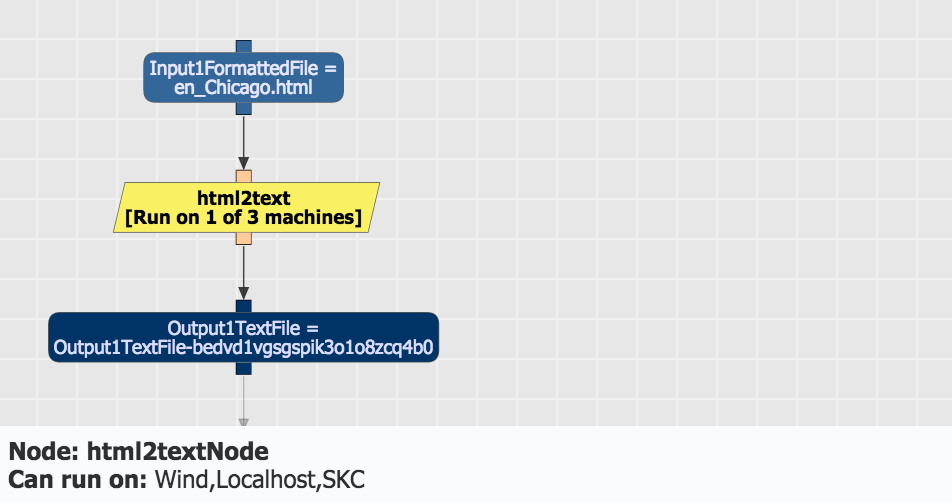 Input1FormattedFile =
en_Chicago.html
html2text
[Run on 1 of 3 machines]
Output1TextFile =
Output1TextFile-bedvd1vgsgspik3o1o8zcq4b0
Node: html2textNode
Can run on: Wind,Localhost,SKC